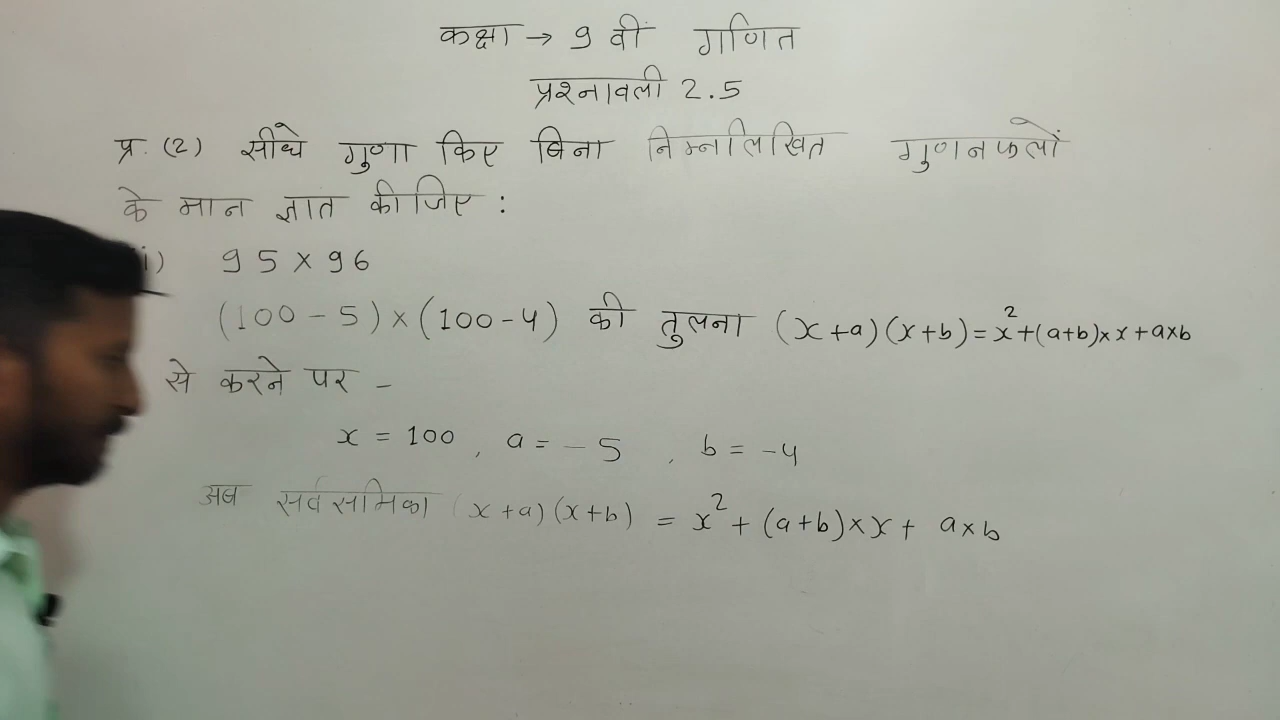 कक्षा → 9 वीं गणित
प्रश्नावली 2.5
प्र. (2) सीधे गुणा किए बिना निम्नलिखित गुणनफलों
के मान ज्ञात कीजिए :
i) 95 × 96
(100 - 5) × (100 - 4) की तुलना (x + a) (x + b) = x² + (a+b) × x + a×b
से करने पर -
x = 100 , a = - 5 , b = - 4
अब सर्वसमिका (x + a) (x + b) = x² + (a + b) × x + a × b